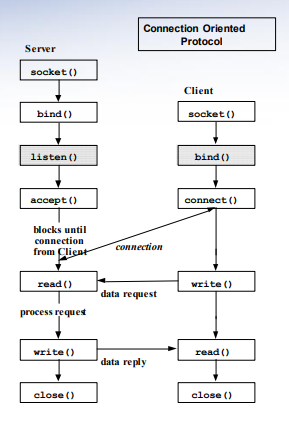 Connection Oriented
Protocol
Server
socket()
bind()
listen()
accept()
blocks until
connection
from Client
read()
process request
write()
close()
Client
socket()
bind()
connect()
connection
write()
data request
read()
data reply
close()